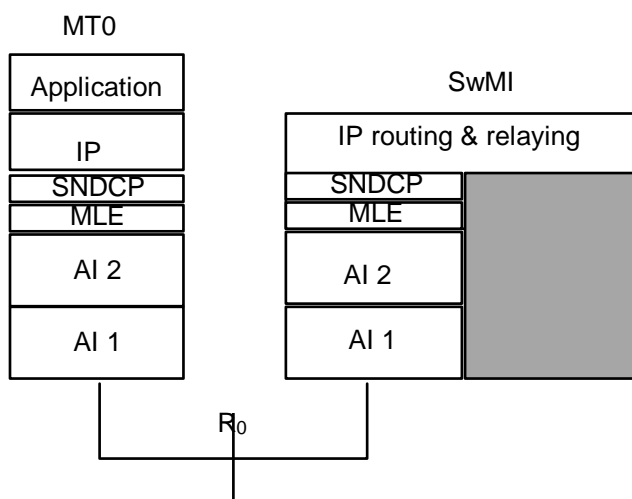 MT0
Application
IP
SNDCP
MLE
AI 2
AI 1
SwMI
IP routing & relaying
SNDCP
MLE
AI 2
AI 1
R₀